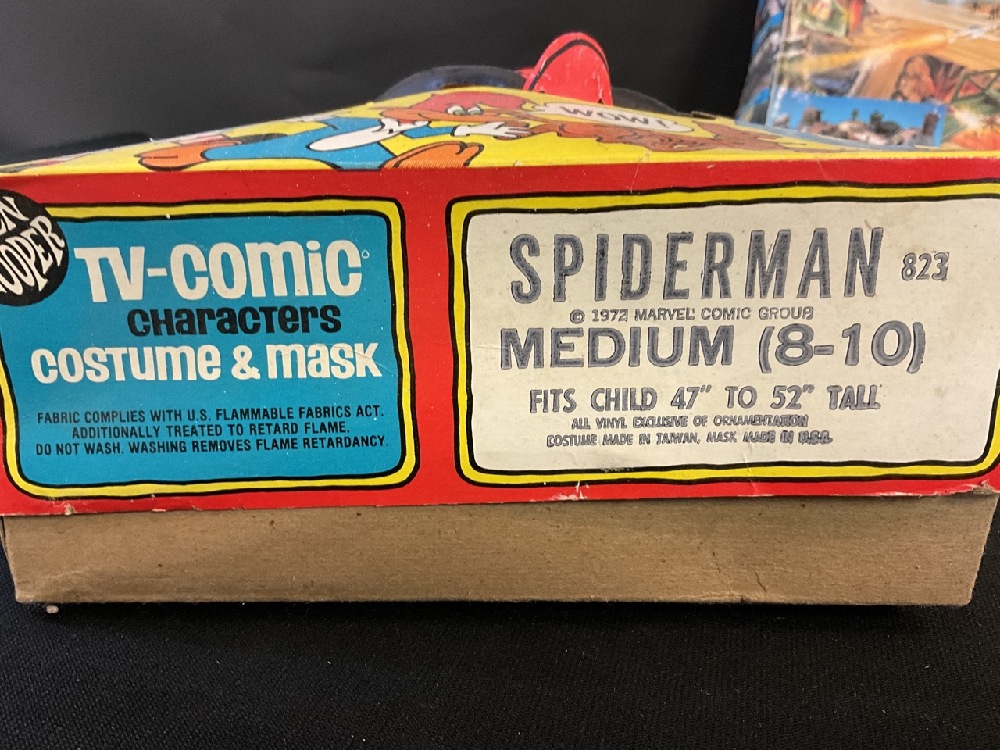 WOW!
TV-COMIC
CHARACTERS
COSTUME & MASK
FABRIC COMPLIES WITH U.S. FLAMMABLE FABRICS ACT.
ADDITIONALLY TREATED TO RETARD FLAME.
DO NOT WASH. WASHING REMOVES FLAME RETARDANCY.
SPIDERMAN 823
© 1972 MARVEL COMIC GROUP
MEDIUM (8-10)
FITS CHILD 47" TO 52" TALL
ALL VINYL EXCLUSIVE OF ORNAMENTATION
COSTUME MADE IN TAIWAN, MASK MADE IN U.S.A.